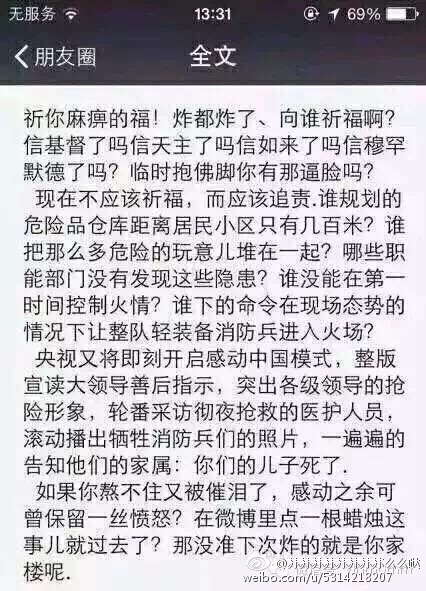 无服务 13:31 69%
朋友圈 全文
祈你麻痹的福！炸都炸了、向谁祈福啊？
信基督了吗信天主了吗信如来了吗信穆罕
默德了吗？临时抱佛脚你有那逼脸吗？
现在不应该祈福，而应该追责.谁规划的
危险品仓库距离居民小区只有几百米？谁
把那么多危险的玩意儿堆在一起？哪些职
能部门没有发现这些隐患？谁没能在第一
时间控制火情？谁下的命令在现场态势的
情况下让整队轻装备消防兵进入火场？
央视又将即刻开启感动中国模式，整版
宣读大领导善后指示，突出各级领导的抢
险形象，轮番采访彻夜抢救的医护人员，
滚动播出牺牲消防兵们的照片，一遍遍的
告知他们的家属：你们的儿子死了.
如果你熬不住又被催泪了，感动之余可
曾保留一丝愤怒？在微博里点一根蜡烛这
事儿就过去了？那没准下次炸的就是你家
楼呢.
weibo.com/u/5314218207